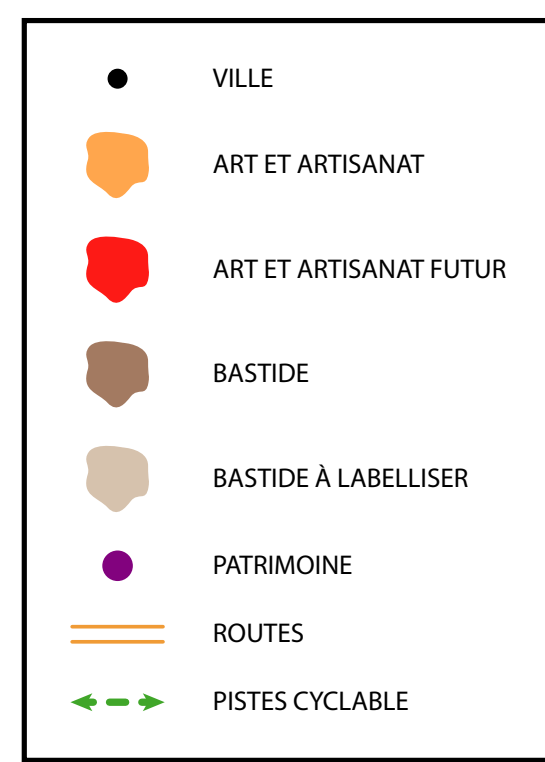 VILLE
ART ET ARTISANAT
ART ET ARTISANAT FUTUR
BASTIDE
BASTIDE À LABELLISER
PATRIMOINE
ROUTES
PISTES CYCLABLE